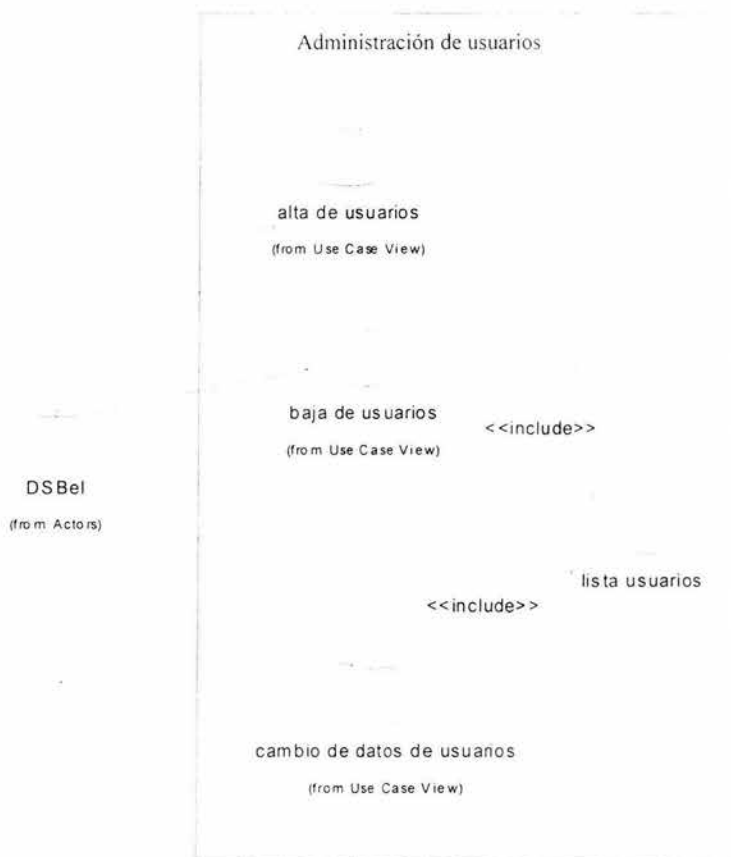 Administración de usuarios
alta de usuarios
(from Use Case View)
baja de usuarios
(from Use Case View)
<<include>>
DSBel
(from Actors)
lista usuarios
<<include>>
cambio de datos de usuarios
(from Use Case View)